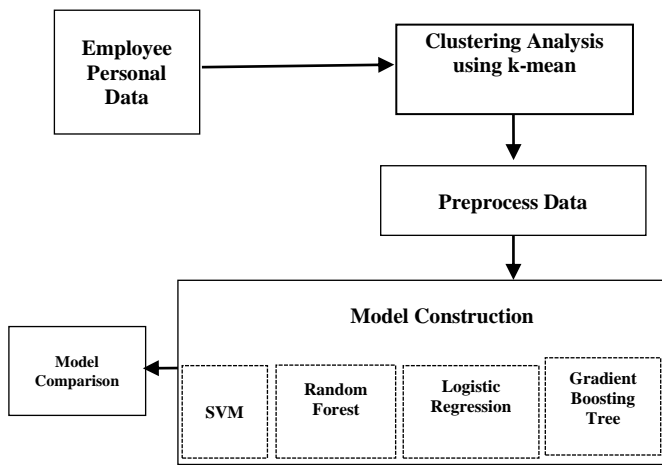 Employee
Personal
Data
Clustering Analysis
using k-mean
Preprocess Data
Model Construction
Model
Comparison
SVM
Random
Forest
Logistic
Regression
Gradient
Boosting
Tree